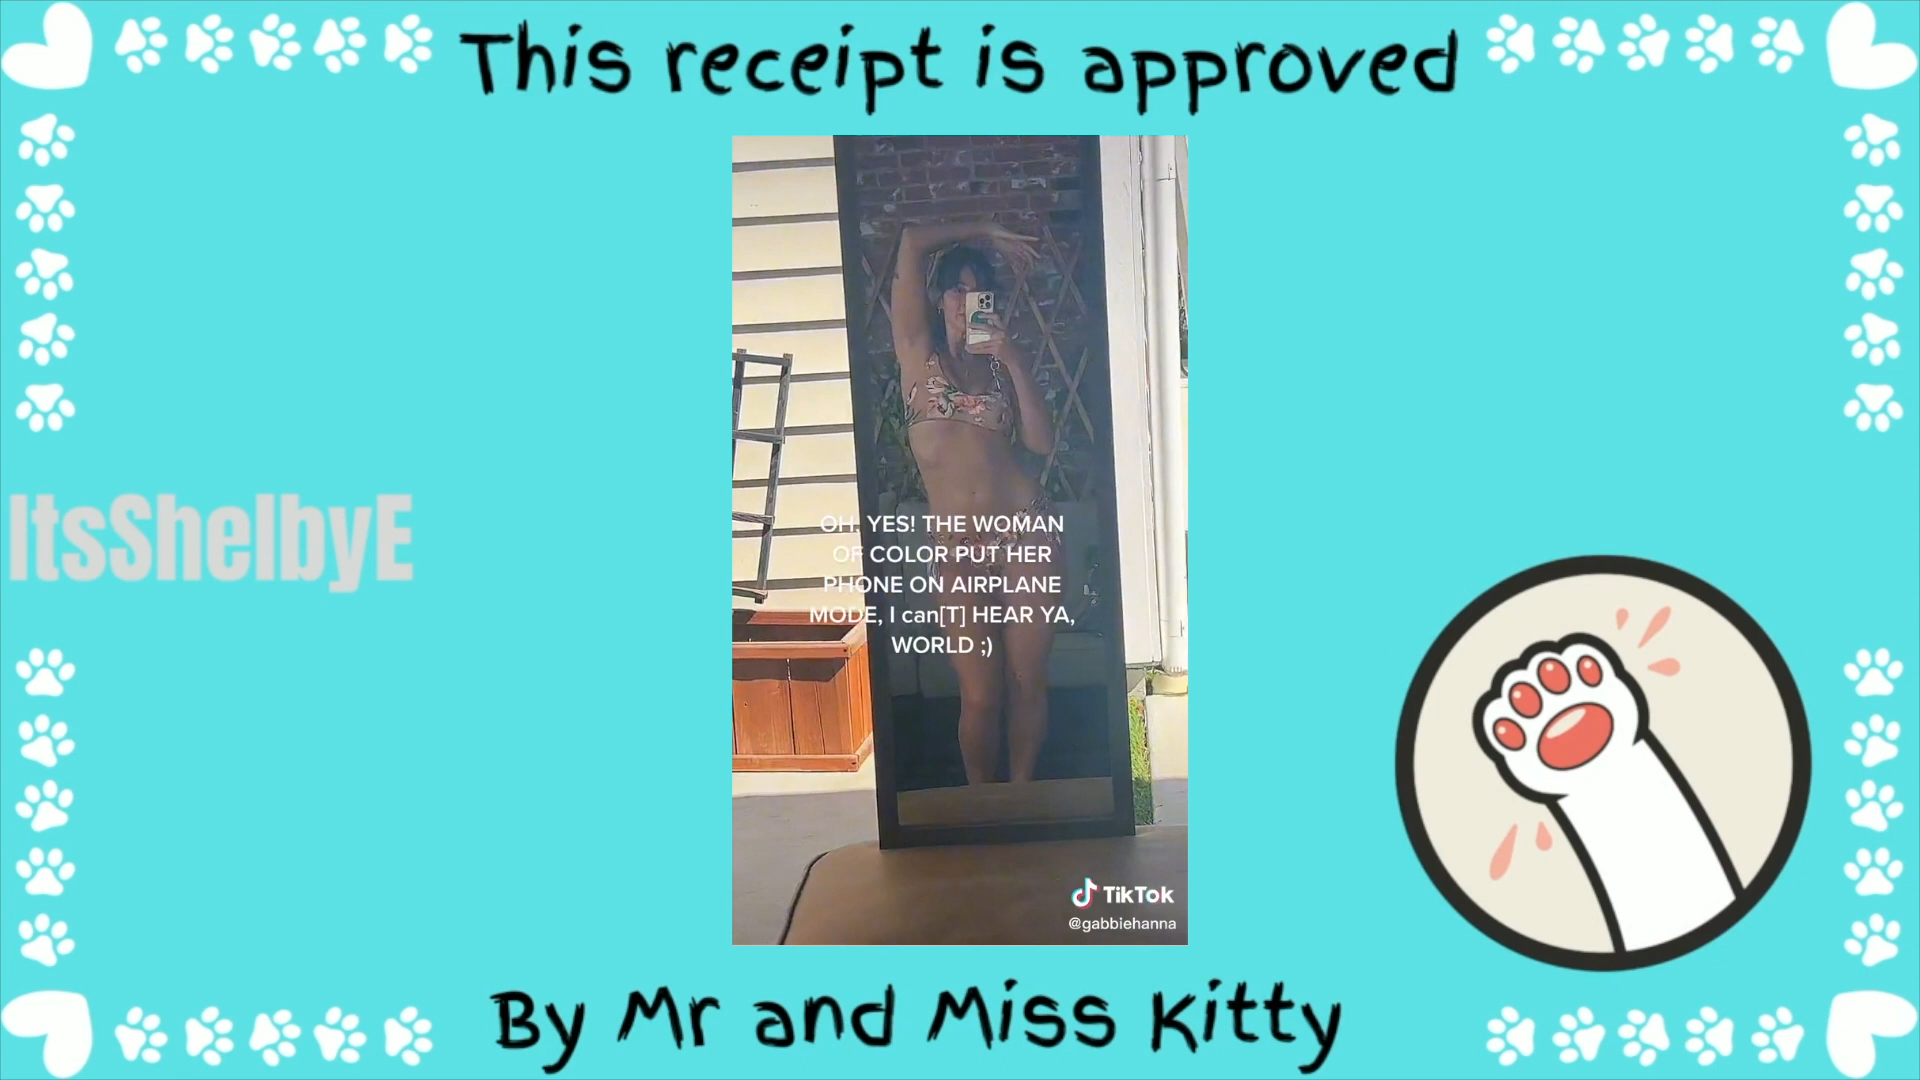 This receipt is approved
ItsShelbyE
OH, YES! THE WOMAN
OF COLOR PUT HER
PHONE ON AIRPLANE
MODE, I can[T] HEAR YA,
WORLD ;)
TikTok
@gabbiehanna
By Mr and Miss Kitty